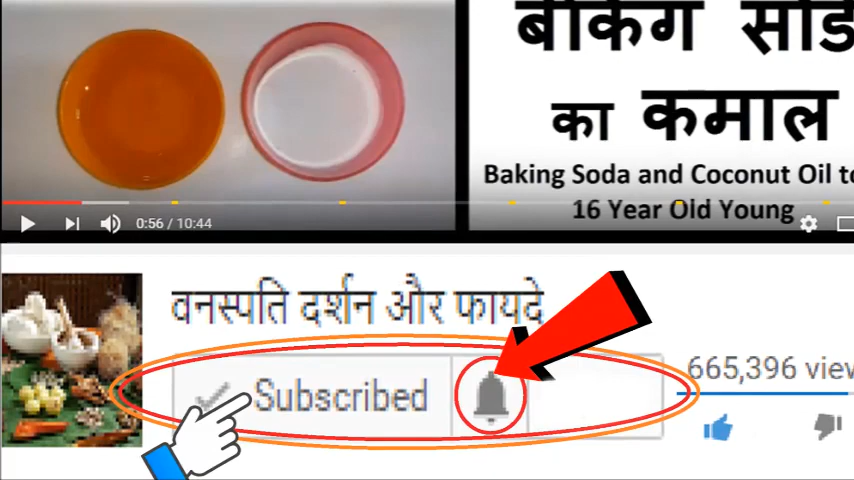 बेकिंग सोड
का कमाल
Baking Soda and Coconut Oil to
16 Year Old Young
0:56 / 10:44
वनस्पति दर्शन और फायदे
Subscribed
665,396 view